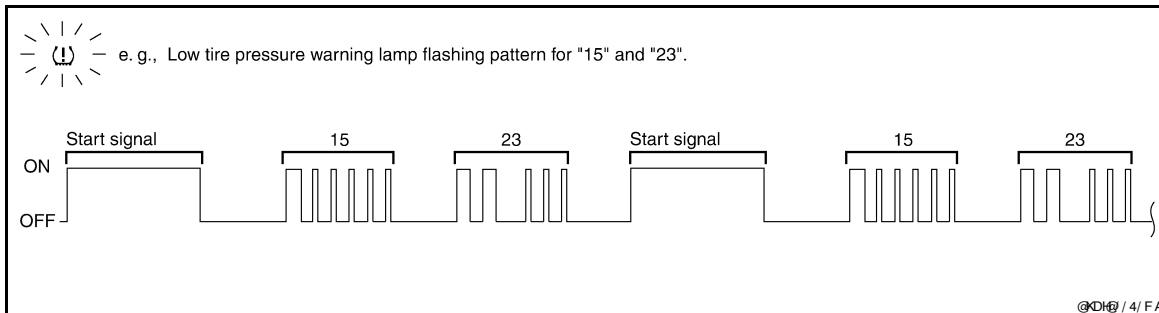 e. g., Low tire pressure warning lamp flashing pattern for "15" and "23".
Start signal 15 23 Start signal 15 23
ON
OFF